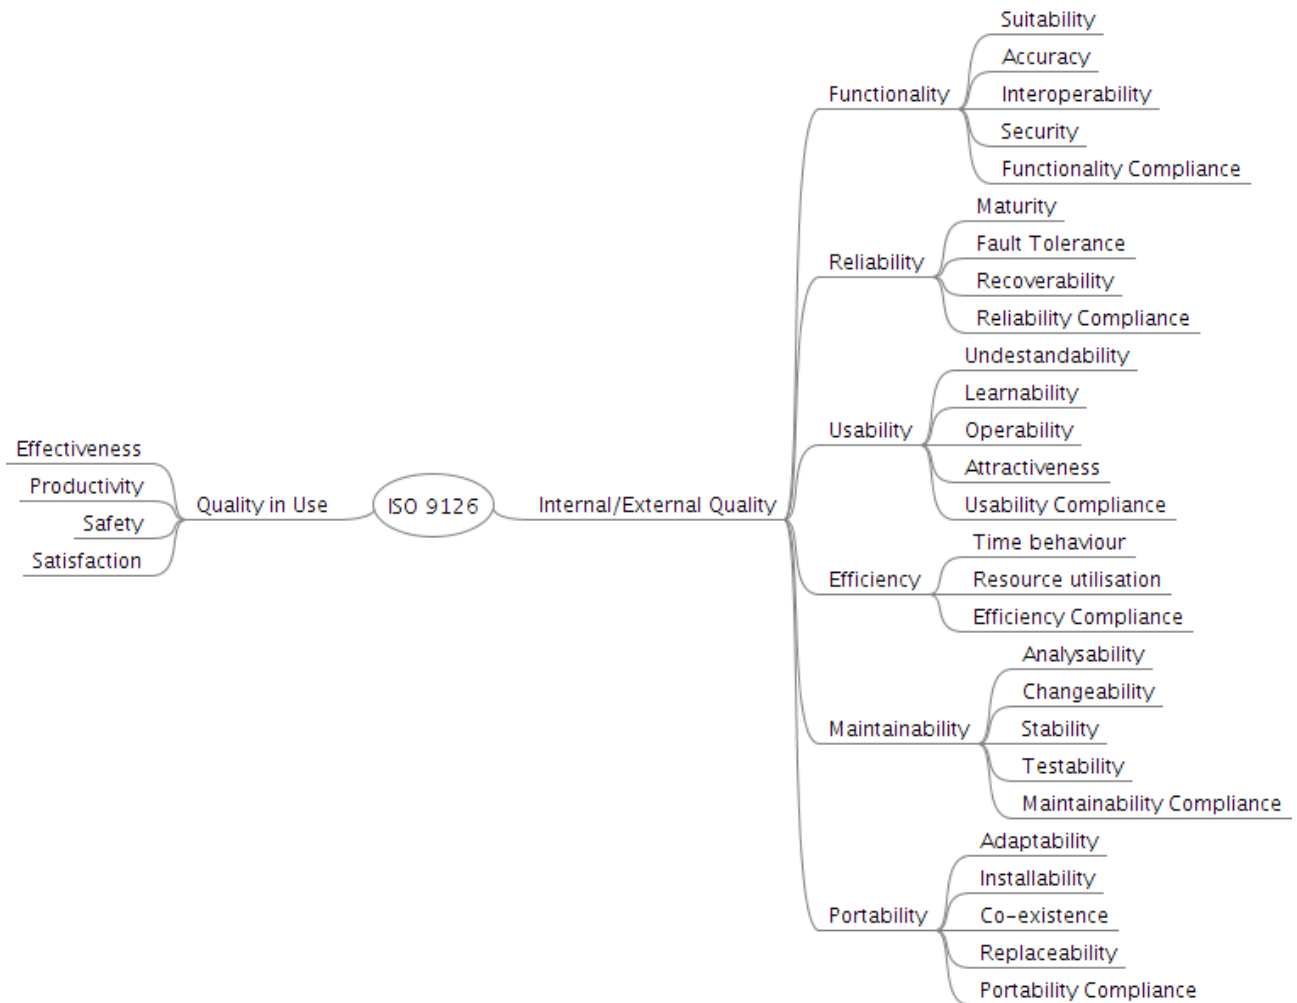 Suitability
Accuracy
Functionality
Interoperability
Security
Functionality Compliance
Maturity
Fault Tolerance
Reliability
Recoverability
Reliability Compliance
Undestandability
Learnability
Usability
Operability
Attractiveness
Usability Compliance
Effectiveness
Productivity
Safety
Satisfaction
Quality in Use
ISO 9126
Internal/External Quality
Time behaviour
Efficiency
Resource utilisation
Efficiency Compliance
Analysability
Changeability
Maintainability
Stability
Testability
Maintainability Compliance
Adaptability
Installability
Portability
Co-existence
Replaceability
Portability Compliance